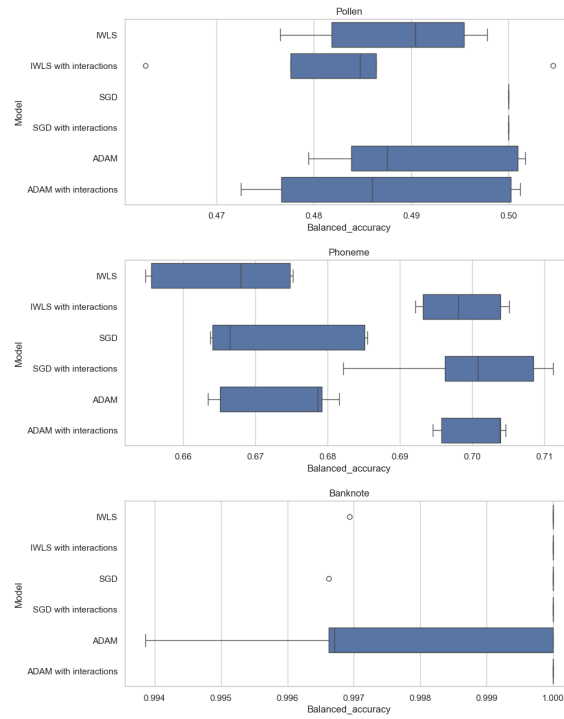 Pollen
IWLS
IWLS with interactions
SGD
SGD with interactions
ADAM
ADAM with interactions
Model
0.47 0.48 0.49 0.50
Balanced_accuracy
Phoneme
IWLS
IWLS with interactions
SGD
SGD with interactions
ADAM
ADAM with interactions
Model
0.66 0.67 0.68 0.69 0.70 0.71
Balanced_accuracy
Banknote
IWLS
IWLS with interactions
SGD
SGD with interactions
ADAM
ADAM with interactions
Model
0.994 0.995 0.996 0.997 0.998 0.999 1.000
Balanced_accuracy